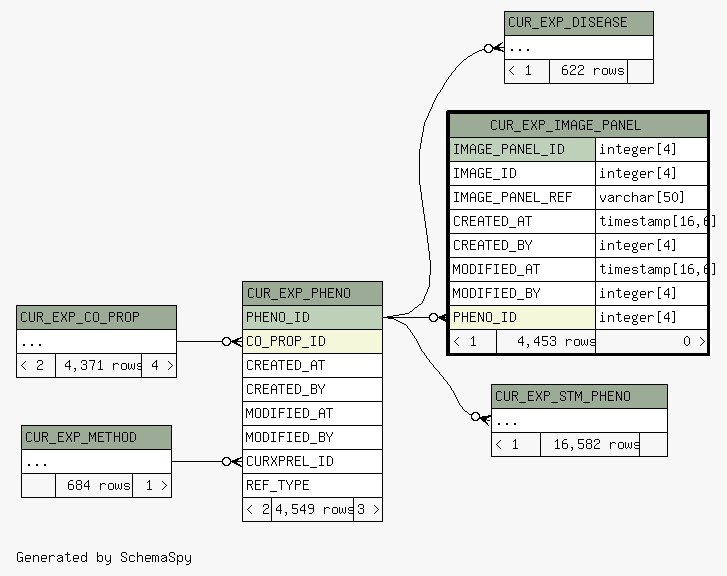 CUR_EXP_DISEASE
...
< 1 622 rows
CUR_EXP_IMAGE_PANEL
IMAGE_PANEL_ID integer[4]
IMAGE_ID integer[4]
IMAGE_PANEL_REF varchar[50]
CREATED_AT timestamp[16,6]
CREATED_BY integer[4]
MODIFIED_AT timestamp[16,6]
MODIFIED_BY integer[4]
PHENO_ID integer[4]
< 1 4,453 rows 0 >
CUR_EXP_PHENO
PHENO_ID
CO_PROP_ID
CREATED_AT
CREATED_BY
MODIFIED_AT
MODIFIED_BY
CURXPREL_ID
REF_TYPE
< 2 4,549 rows 3 >
CUR_EXP_CO_PROP
...
< 2 4,371 rows 4 >
CUR_EXP_STM_PHENO
...
< 1 16,582 rows
CUR_EXP_METHOD
...
684 rows 1 >
Generated by SchemaSpy